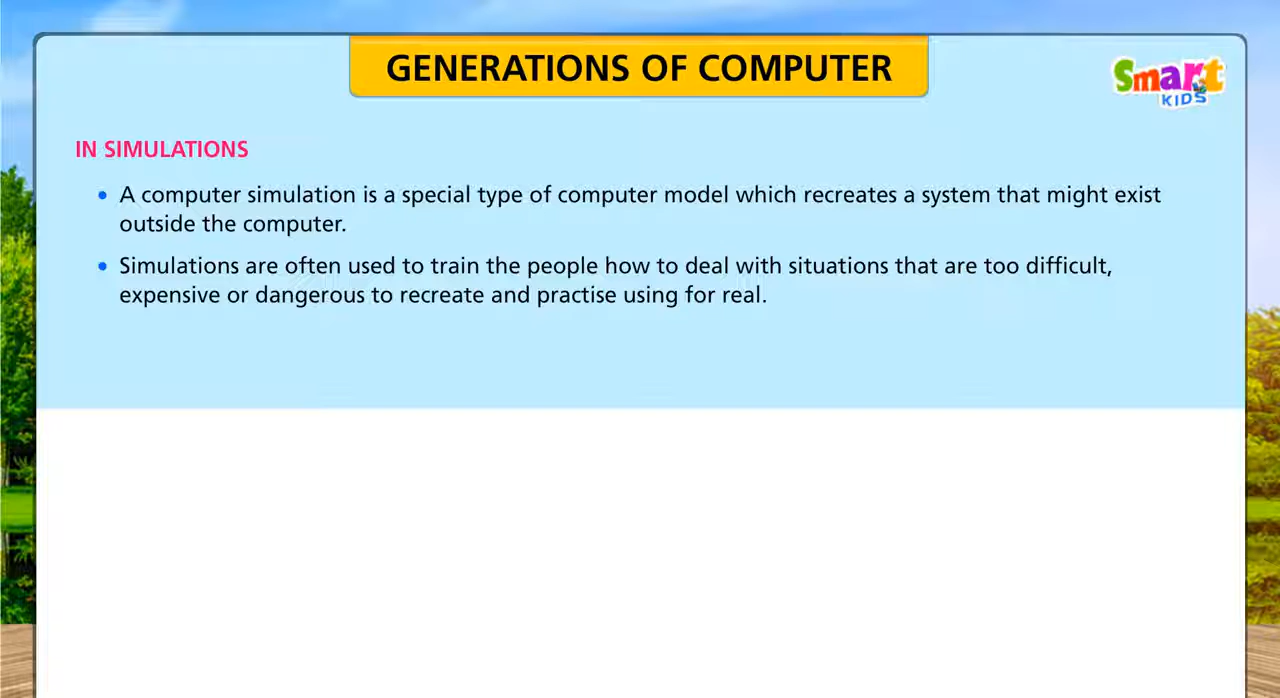 GENERATIONS OF COMPUTER
Smart
KIDS
IN SIMULATIONS
• A computer simulation is a special type of computer model which recreates a system that might exist
outside the computer.
• Simulations are often used to train the people how to deal with situations that are too difficult,
expensive or dangerous to recreate and practise using for real.